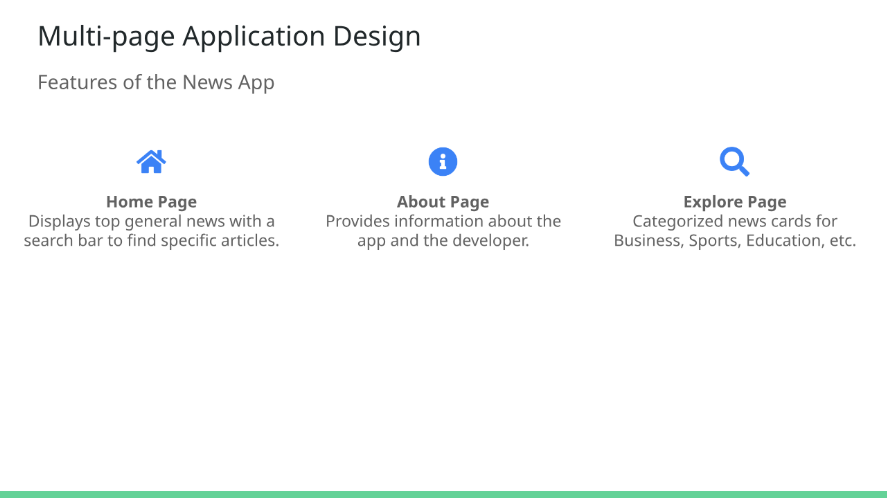 Multi-page Application Design
Features of the News App
Home Page
Displays top general news with a
search bar to find specific articles.
About Page
Provides information about the
app and the developer.
Explore Page
Categorized news cards for
Business, Sports, Education, etc.